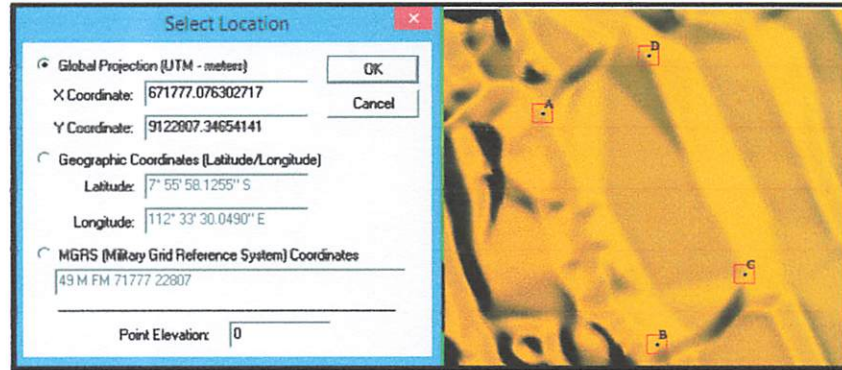 Select Location
Global Projection (UTM - meters)
OK
X Coordinate: 671777.076302717
Cancel
Y Coordinate: 9122807.34654141
Geographic Coordinates (Latitude/Longitude)
Latitude: 7° 55' 58.1255" S
Longitude: 112° 33' 30.0490" E
MGRS (Military Grid Reference System) Coordinates
49 M FM 71777 22807
Point Elevation: 0
D
A
C
B